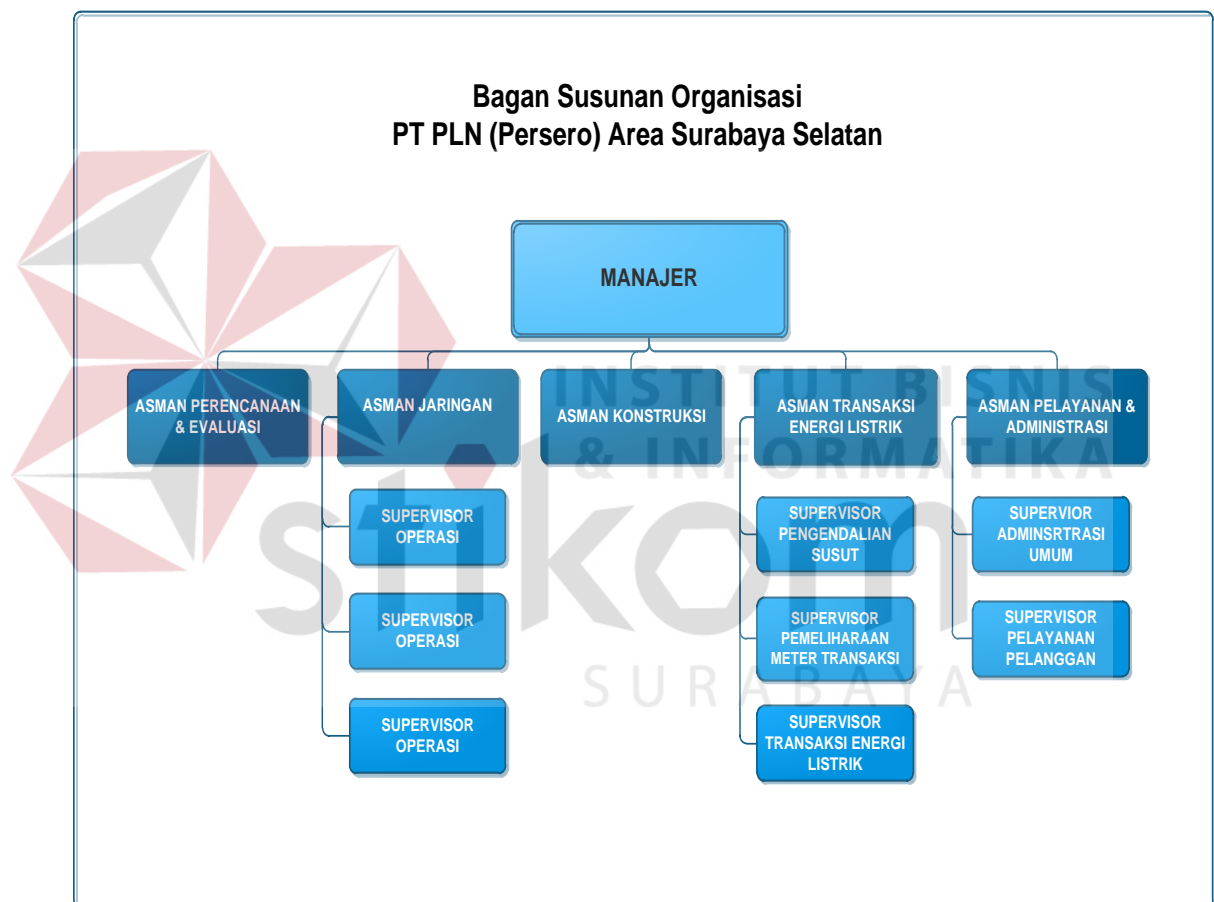 Bagan Susunan Organisasi
PT PLN (Persero) Area Surabaya Selatan
MANAJER
ASMAN PERENCANAAN
& EVALUASI
ASMAN JARINGAN
ASMAN KONSTRUKSI
ASMAN TRANSAKSI
ENERGI LISTRIK
ASMAN PELAYANAN &
ADMINISTRASI
SUPERVISOR
OPERASI
SUPERVISOR
OPERASI
SUPERVISOR
OPERASI
SUPERVISOR
PENGENDALIAN
SUSUT
SUPERVISOR
PEMELIHARAAN
METER TRANSAKSI
SUPERVISOR
TRANSAKSI ENERGI
LISTRIK
SUPERVIOR
ADMINSRTRASI
UMUM
SUPERVISOR
PELAYANAN
PELANGGAN
INSTITUT BISNIS
& INFORMATIKA
stikom
SURABAYA